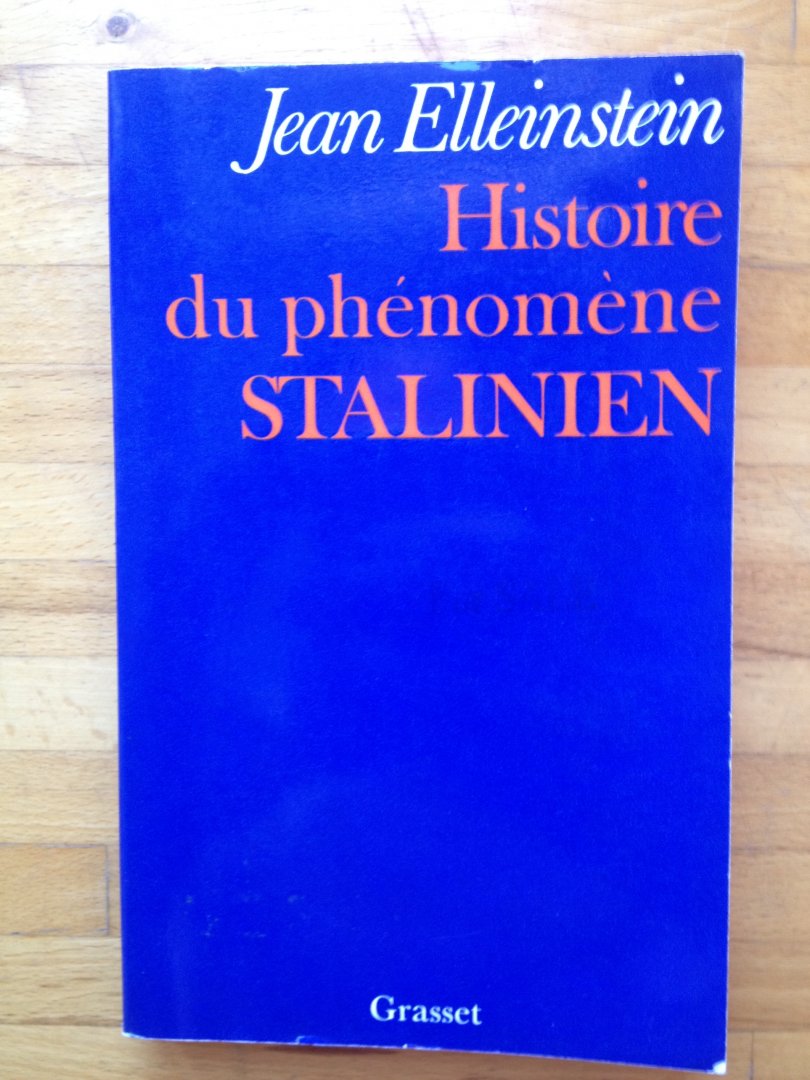 Jean Elleinstein
Histoire
du phénomène
STALINIEN
Grasset